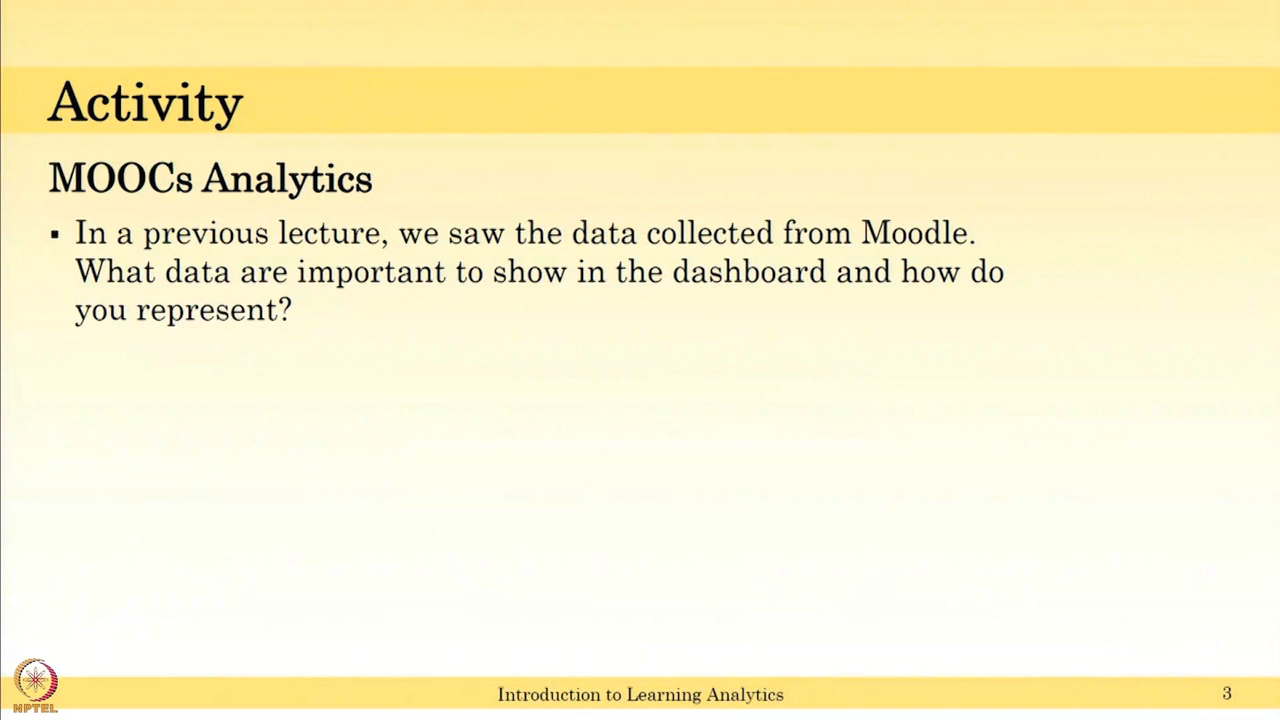 Activity
MOOCs Analytics
▪ In a previous lecture, we saw the data collected from Moodle.
What data are important to show in the dashboard and how do
you represent?
NPTEL
Introduction to Learning Analytics
3